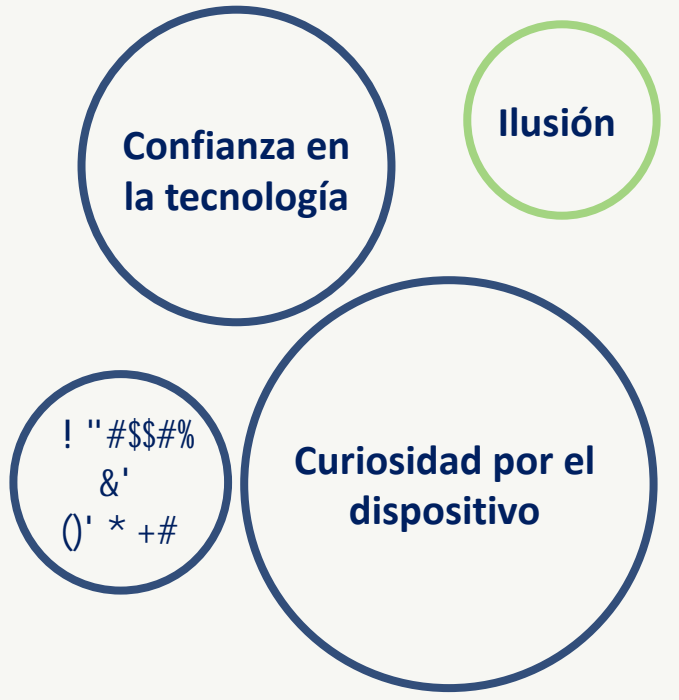 Confianza en
la tecnología
Ilusión
! "#$$#%
&'
()' * +#
Curiosidad por el
dispositivo